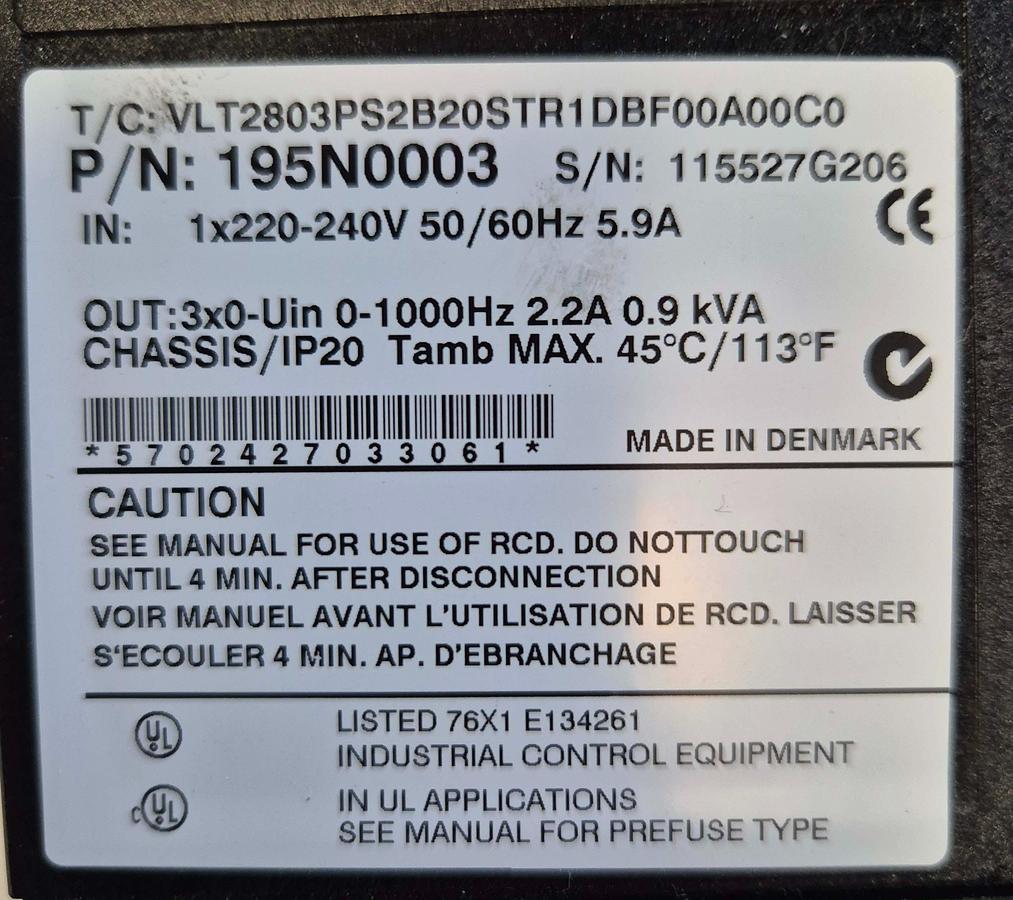 T/C: VLT2803PS2B20STR1DBF00A00C0
P/N: 195N0003 S/N: 115527G206
IN: 1x220-240V 50/60Hz 5.9A
CE
OUT:3x0-Uin 0-1000Hz 2.2A 0.9 kVA
CHASSIS/IP20 Tamb MAX. 45°C/113°F
*5702427033061*
MADE IN DENMARK
CAUTION
SEE MANUAL FOR USE OF RCD. DO NOTTOUCH
UNTIL 4 MIN. AFTER DISCONNECTION
VOIR MANUEL AVANT L'UTILISATION DE RCD. LAISSER
S'ECOULER 4 MIN. AP. D'EBRANCHAGE
UL
LISTED 76X1 E134261
INDUSTRIAL CONTROL EQUIPMENT
c UL
IN UL APPLICATIONS
SEE MANUAL FOR PREFUSE TYPE